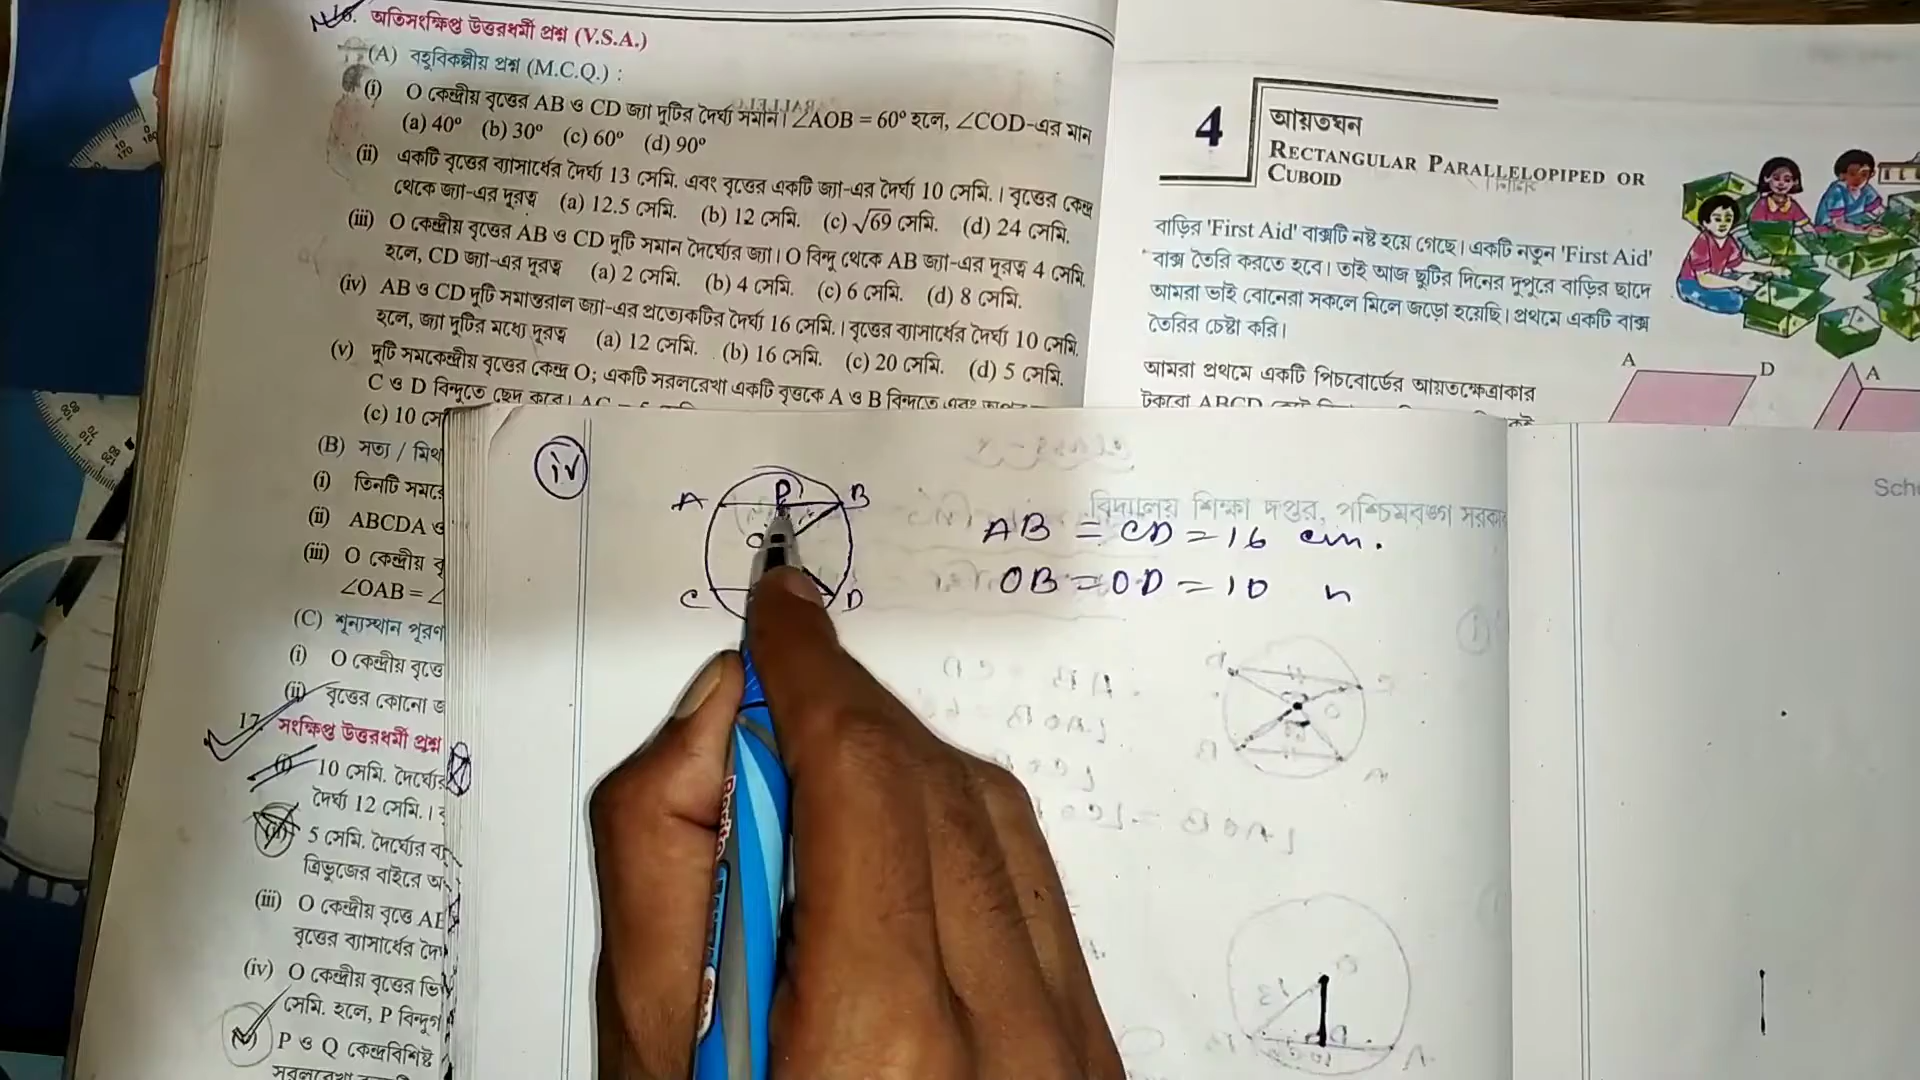 16. অতিসংক্ষিপ্ত উত্তরধর্মী প্রশ্ন (V.S.A.)
(A) বহুবিকল্পীয় প্রশ্ন (M.C.Q.) :
(i) O কেন্দ্রীয় বৃত্তের AB ও CD জ্যা দুটির দৈর্ঘ্য সমান। ∠AOB = 60° হলে, ∠COD-এর মান
(a) 40° (b) 30° (c) 60° (d) 90°
(ii) একটি বৃত্তের ব্যাসার্ধের দৈর্ঘ্য 13 সেমি. এবং বৃত্তের একটি জ্যা-এর দৈর্ঘ্য 10 সেমি.। বৃত্তের কেন্দ্র
থেকে জ্যা-এর দূরত্ব (a) 12.5 সেমি. (b) 12 সেমি. (c) √69 সেমি. (d) 24 সেমি.
(iii) O কেন্দ্রীয় বৃত্তের AB ও CD দুটি সমান দৈর্ঘ্যের জ্যা। O বিন্দু থেকে AB জ্যা-এর দূরত্ব 4 সেমি.
হলে, CD জ্যা-এর দূরত্ব (a) 2 সেমি. (b) 4 সেমি. (c) 6 সেমি. (d) 8 সেমি.
(iv) AB ও CD দুটি সমান্তরাল জ্যা-এর প্রত্যেকটির দৈর্ঘ্য 16 সেমি.। বৃত্তের ব্যাসার্ধের দৈর্ঘ্য 10 সেমি.
হলে, জ্যা দুটির মধ্যে দূরত্ব (a) 12 সেমি. (b) 16 সেমি. (c) 20 সেমি. (d) 5 সেমি.
(v) দুটি সমকেন্দ্রীয় বৃত্তের কেন্দ্র O; একটি সরলরেখা একটি বৃত্তকে A ও B বিন্দুতে এবং
C ও D বিন্দুতে ছেদ করে। AC =
(c) 10
(B) সত্য /
(i) তিনটি
(ii) ABCDA ও
(iii) O কেন্দ্রীয়
∠OAB = ∠
(C) শূন্যস্থান
(i) O কেন্দ্রীয়
(ii) বৃত্তের কোনো
17. সংক্ষিপ্ত উত্তরধর্মী প্রশ্ন
(i) 10 সেমি. দৈর্ঘ্যের
দৈর্ঘ্য 12 সেমি.।
5 সেমি. দৈর্ঘ্যের
ত্রিভুজের বাইরে
(iii) O কেন্দ্রীয় বৃত্তে
বৃত্তের ব্যাসার্ধের
(iv) O কেন্দ্রীয় বৃত্তের
সেমি. হলে, P
P ও Q কেন্দ্রবিশিষ্ট
4
আয়তঘন
RECTANGULAR PARALLELOPIPED OR
CUBOID
বাড়ির 'First Aid' বাক্সটি নষ্ট হয়ে গেছে। একটি নতুন 'First Aid'
বাক্স তৈরি করতে হবে। তাই আজ ছুটির দিনের দুপুরে বাড়ির ছাদে
আমরা ভাই বোনেরা সকলে মিলে জড়ো হয়েছি। প্রথমে একটি বাক্স
তৈরির চেষ্টা করি।
আমরা প্রথমে একটি পিচবোর্ডের আয়তক্ষেত্রাকার
A
D
A
iv
A
P
B
O
C
D
বিদ্যালয় শিক্ষা দপ্তর, পশ্চিমবঙ্গ
AB = CD = 16 cm.
OB = OD = 10 "